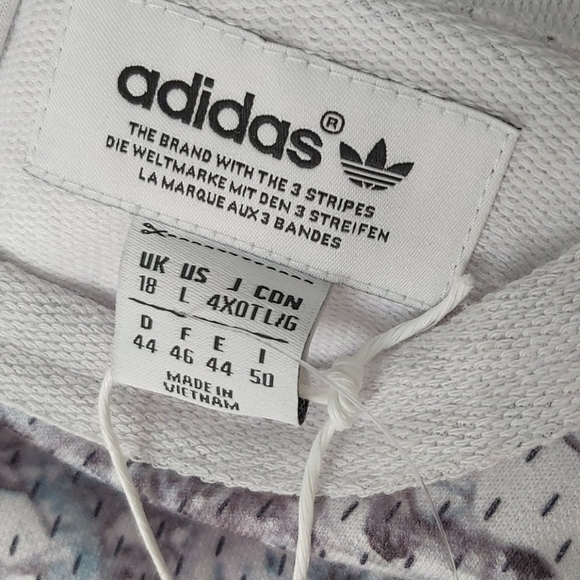 adidas®
THE BRAND WITH THE 3 STRIPES
DIE WELTMARKE MIT DEN 3 STREIFEN
LA MARQUE AUX 3 BANDES
UK US J CDN
18 L 4XOT L/G
D F E I
44 46 44 50
MADE IN
VIETNAM